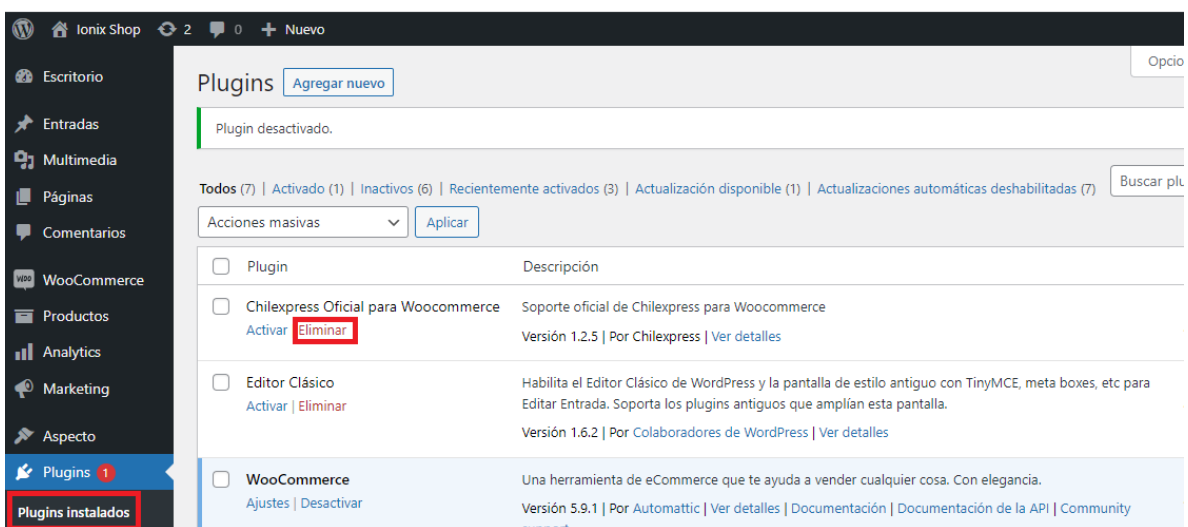 Ionix Shop 2 0 Nuevo
Opcio
Escritorio
Entradas
Multimedia
Páginas
Comentarios
WooCommerce
Productos
Analytics
Marketing
Aspecto
Plugins 1
Plugins instalados
Plugins Agregar nuevo
Plugin desactivado.
Todos (7) | Activado (1) | Inactivos (6) | Recientemente activados (3) | Actualización disponible (1) | Actualizaciones automáticas deshabilitadas (7)
Buscar plu
Acciones masivas Aplicar
Plugin Descripción
Chilexpress Oficial para Woocommerce
Activar | Eliminar
Soporte oficial de Chilexpress para Woocommerce
Versión 1.2.5 | Por Chilexpress | Ver detalles
Editor Clásico
Activar | Eliminar
Habilita el Editor Clásico de WordPress y la pantalla de estilo antiguo con TinyMCE, meta boxes, etc para
Editar Entrada. Soporta los plugins antiguos que amplían esta pantalla.
Versión 1.6.2 | Por Colaboradores de WordPress | Ver detalles
WooCommerce
Ajustes | Desactivar
Una herramienta de eCommerce que te ayuda a vender cualquier cosa. Con elegancia.
Versión 5.9.1 | Por Automattic | Ver detalles | Documentación | Documentación de la API | Community